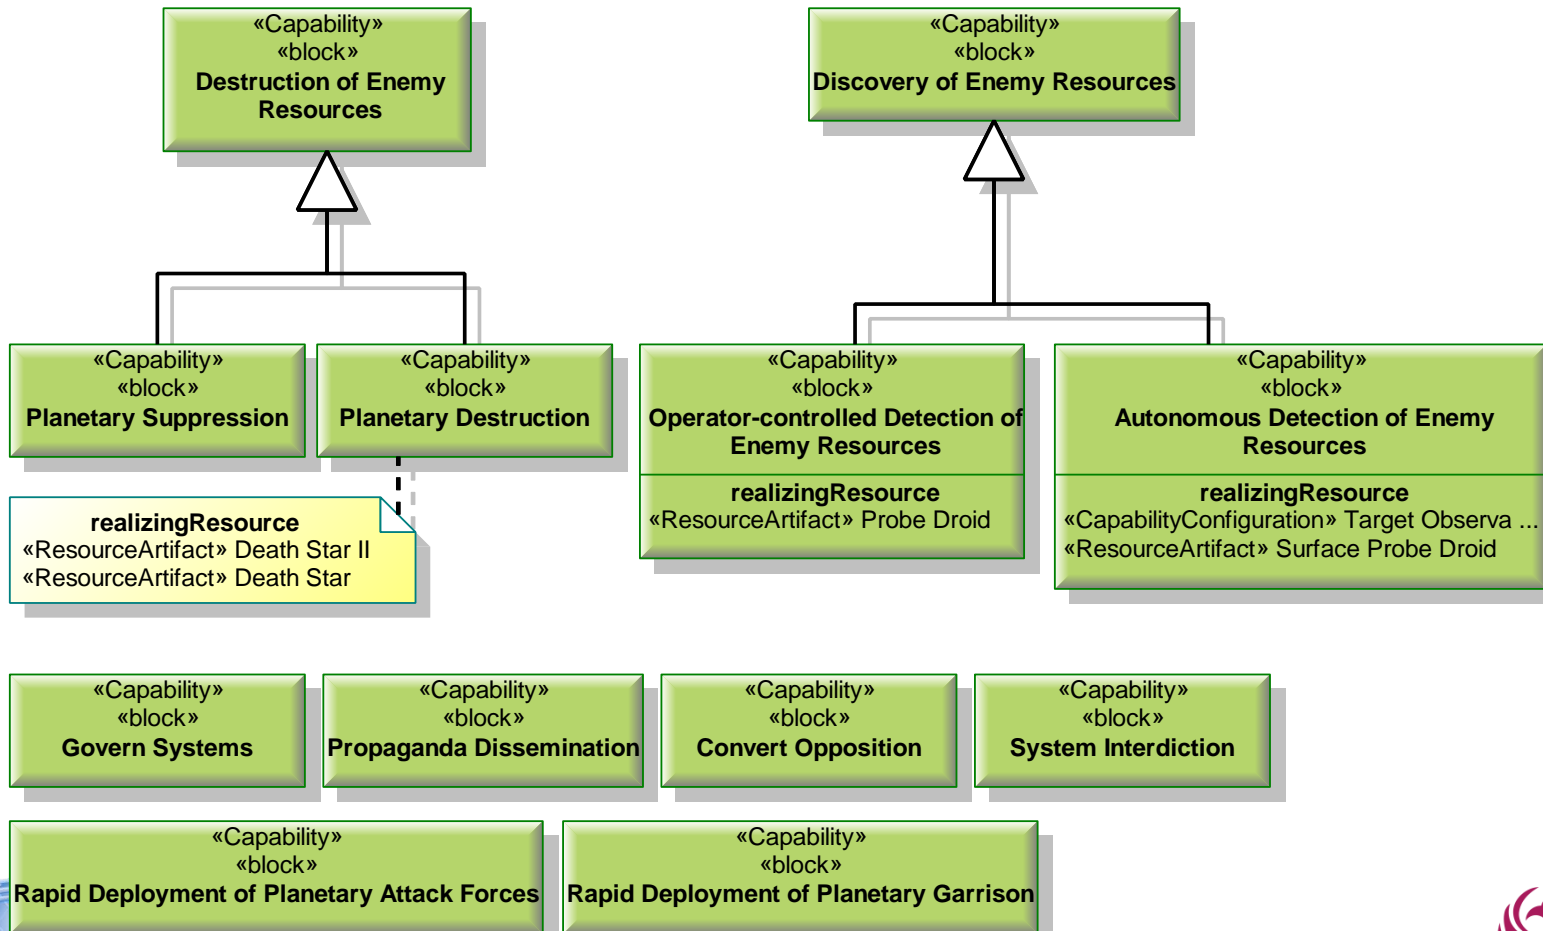 «Capability»
«block»
Destruction of Enemy
Resources
«Capability»
«block»
Discovery of Enemy Resources
«Capability»
«block»
Planetary Suppression
«Capability»
«block»
Planetary Destruction
«Capability»
«block»
Operator-controlled Detection of
Enemy Resources
realizingResource
«ResourceArtifact» Probe Droid
«Capability»
«block»
Autonomous Detection of Enemy
Resources
realizingResource
«CapabilityConfiguration» Target Observa ...
«ResourceArtifact» Surface Probe Droid
realizingResource
«ResourceArtifact» Death Star II
«ResourceArtifact» Death Star
«Capability»
«block»
Govern Systems
«Capability»
«block»
Propaganda Dissemination
«Capability»
«block»
Convert Opposition
«Capability»
«block»
System Interdiction
«Capability»
«block»
Rapid Deployment of Planetary Attack Forces
«Capability»
«block»
Rapid Deployment of Planetary Garrison